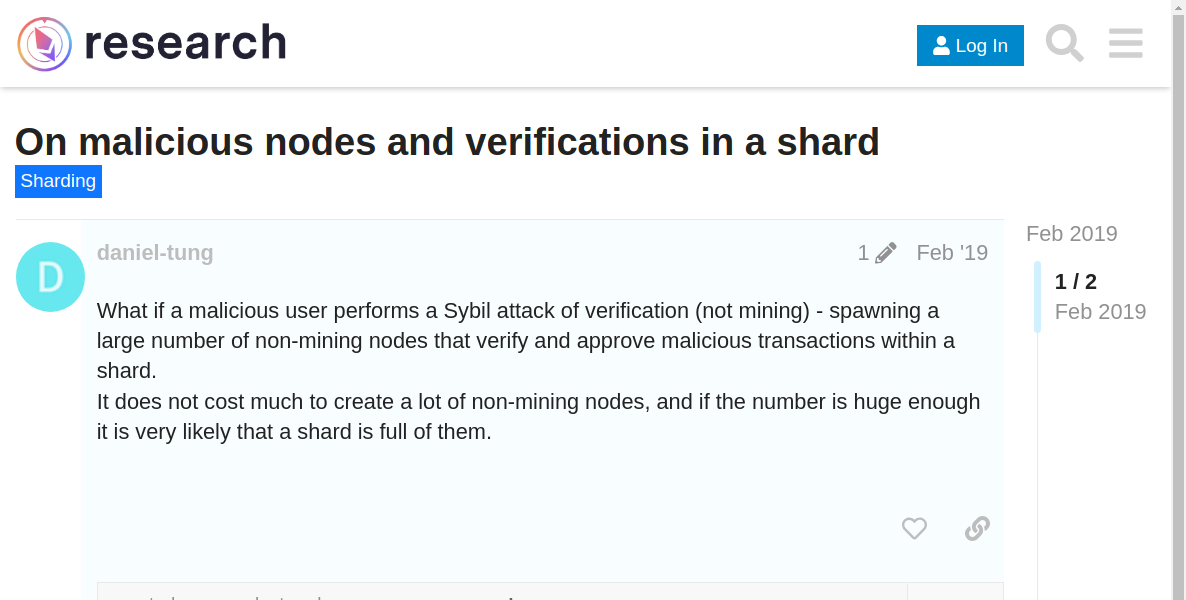 research
Log In
On malicious nodes and verifications in a shard
Sharding
daniel-tung
1
Feb '19
Feb 2019
1 / 2
Feb 2019
What if a malicious user performs a Sybil attack of verification (not mining) - spawning a
large number of non-mining nodes that verify and approve malicious transactions within a
shard.
It does not cost much to create a lot of non-mining nodes, and if the number is huge enough
it is very likely that a shard is full of them.
D